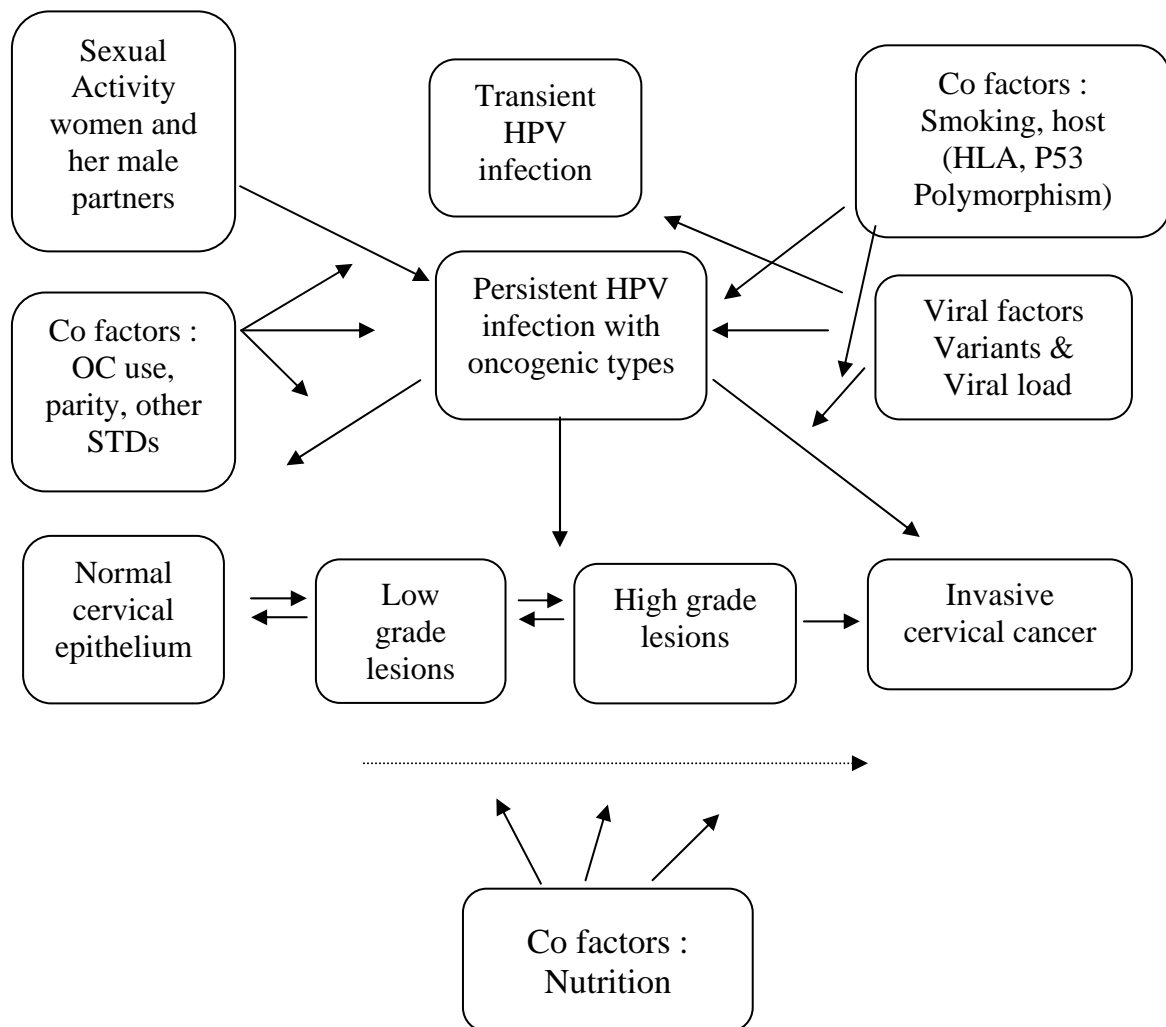 Sexual
Activity
women and
her male
partners
Transient
HPV
infection
Co factors :
Smoking, host
(HLA, P53
Polymorphism)
Co factors :
OC use,
parity, other
STDs
Persistent HPV
infection with
oncogenic types
Viral factors
Variants &
Viral load
Normal
cervical
epithelium
Low
grade
lesions
High grade
lesions
Invasive
cervical cancer
Co factors :
Nutrition